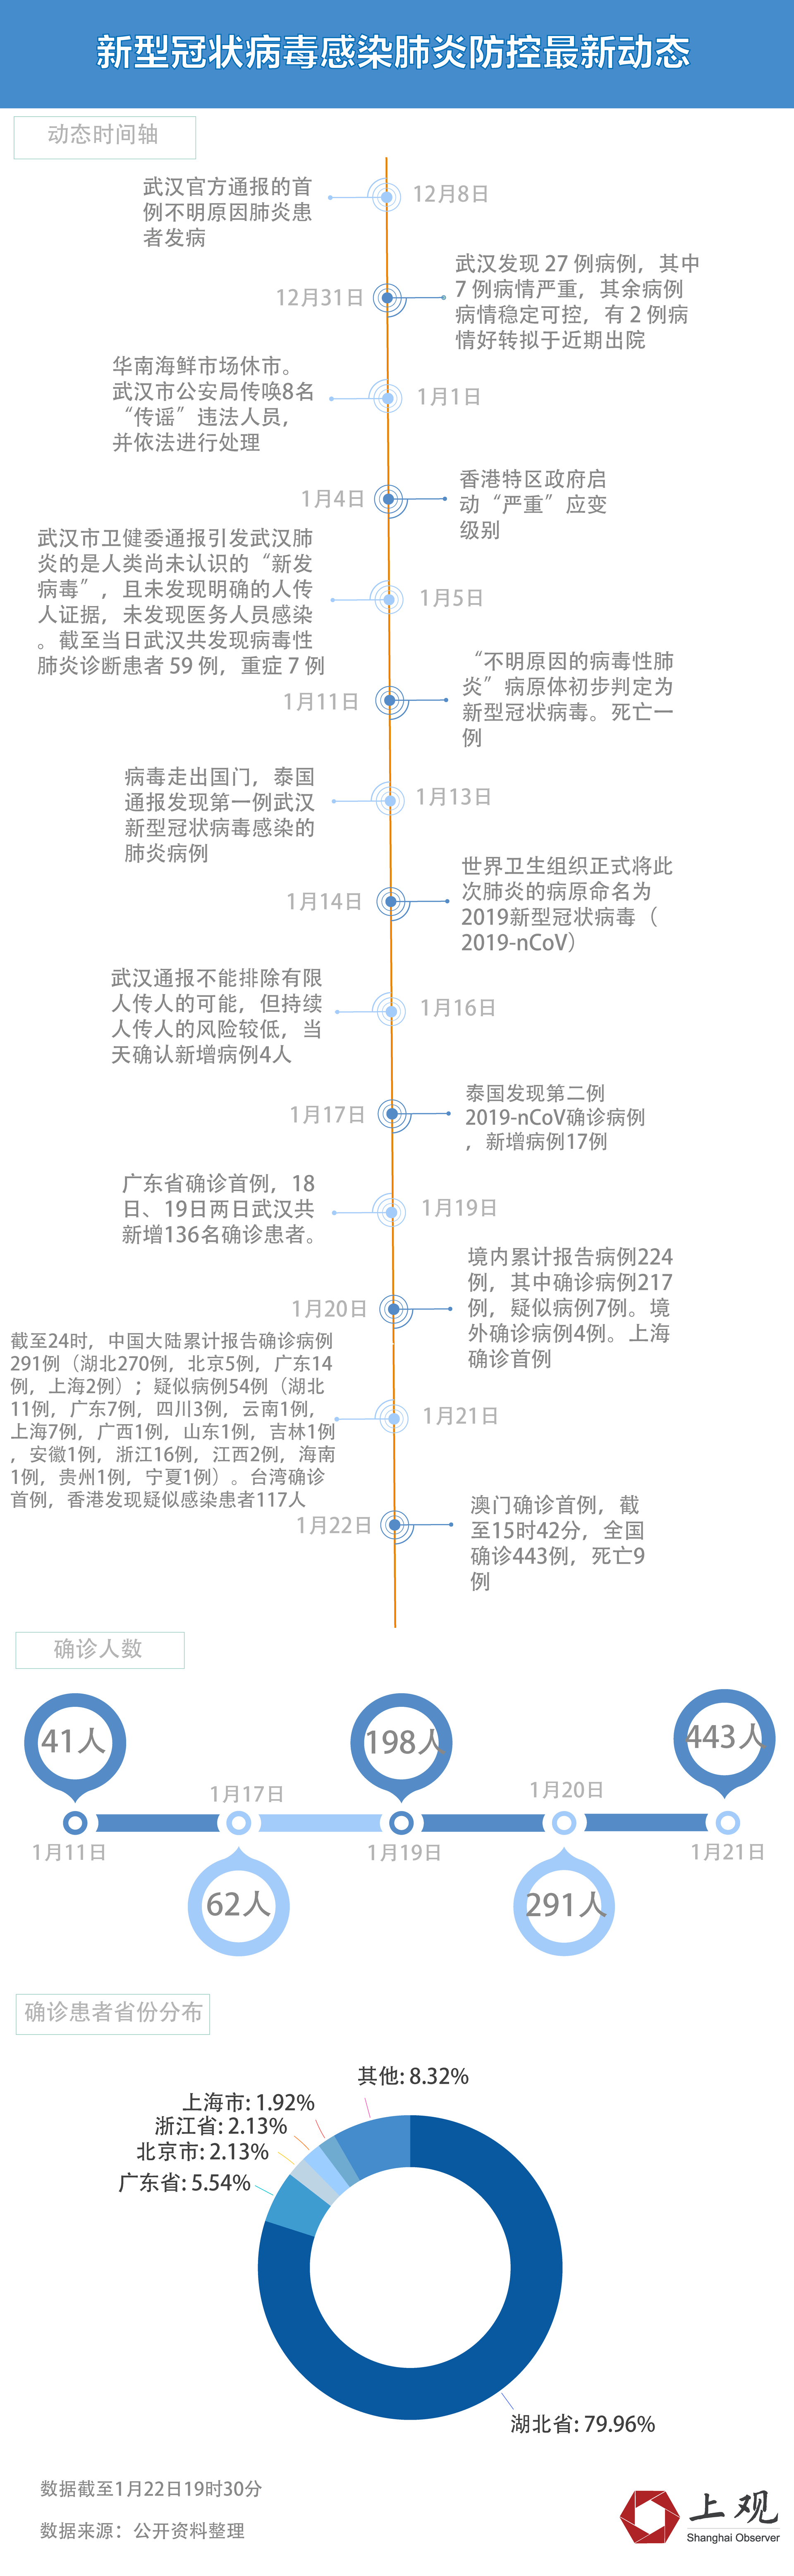 新型冠状病毒感染肺炎防控最新动态
动态时间轴
武汉官方通报的首
例不明原因肺炎患
者发病
12月8日
12月31日
武汉发现 27 例病例，其中
7 例病情严重，其余病例
病情稳定可控，有 2 例病
情好转拟于近期出院
华南海鲜市场休市。
武汉市公安局传唤8名
“传谣”违法人员，
并依法进行处理
1月1日
1月4日
香港特区政府启
动“严重”应变
级别
武汉市卫健委通报引发武汉肺
炎的是人类尚未认识的“新发
病毒”，且未发现明确的人传
人证据，未发现医务人员感染
。截至当日武汉共发现病毒性
肺炎诊断患者 59 例，重症 7 例
1月5日
1月11日
“不明原因的病毒性肺
炎”病原体初步判定为
新型冠状病毒。死亡一
例
病毒走出国门，泰国
通报发现第一例武汉
新型冠状病毒感染的
肺炎病例
1月13日
1月14日
世界卫生组织正式将此
次肺炎的病原命名为
2019新型冠状病毒（
2019-nCoV）
武汉通报不能排除有限
人传人的可能，但持续
人传人的风险较低，当
天确认新增病例4人
1月16日
1月17日
泰国发现第二例
2019-nCoV确诊病例
，新增病例17例
广东省确诊首例，18
日、19日两日武汉共
新增136名确诊患者。
1月19日
1月20日
境内累计报告病例224
例，其中确诊病例217
例，疑似病例7例。境
外确诊病例4例。上海
确诊首例
截至24时，中国大陆累计报告确诊病例
291例（湖北270例，北京5例，广东14
例，上海2例）；疑似病例54例（湖北
11例，广东7例，四川3例，云南1例，
上海7例，广西1例，山东1例，吉林1例
，安徽1例，浙江16例，江西2例，海南
1例，贵州1例，宁夏1例）。台湾确诊
首例，香港发现疑似感染患者117人
1月21日
1月22日
澳门确诊首例，截
至15时42分，全国
确诊443例，死亡9
例
确诊人数
41人
198人
443人
1月17日
1月20日
1月11日
1月19日
1月21日
62人
291人
确诊患者省份分布
其他: 8.32%
上海市: 1.92%
浙江省: 2.13%
北京市: 2.13%
广东省: 5.54%
湖北省: 79.96%
数据截至1月22日19时30分
数据来源：公开资料整理
上观
Shanghai Observer